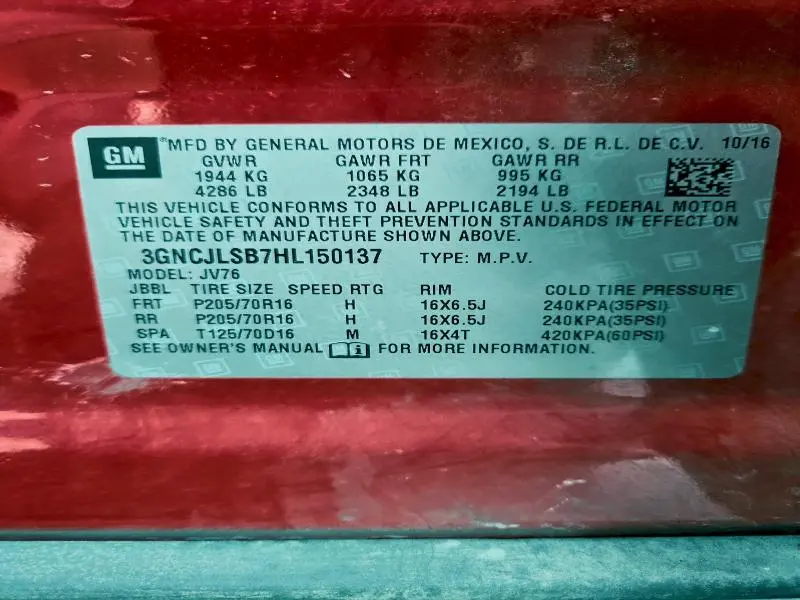 GM MFD BY GENERAL MOTORS DE MEXICO, S. DE R.L. DE C.V. 10/16
GVWR GAWR FRT GAWR RR
1944 KG 1065 KG 995 KG
4286 LB 2348 LB 2194 LB
THIS VEHICLE CONFORMS TO ALL APPLICABLE U.S. FEDERAL MOTOR
VEHICLE SAFETY AND THEFT PREVENTION STANDARDS IN EFFECT ON
THE DATE OF MANUFACTURE SHOWN ABOVE.
3GNCJLSB7HL150137 TYPE: M.P.V.
MODEL: JV76
JBBL TIRE SIZE SPEED RTG RIM COLD TIRE PRESSURE
FRT P205/70R16 H 16X6.5J 240KPA(35PSI)
RR P205/70R16 H 16X6.5J 240KPA(35PSI)
SPA T125/70D16 M 16X4T 420KPA(60PSI)
SEE OWNER'S MANUAL FOR MORE INFORMATION.